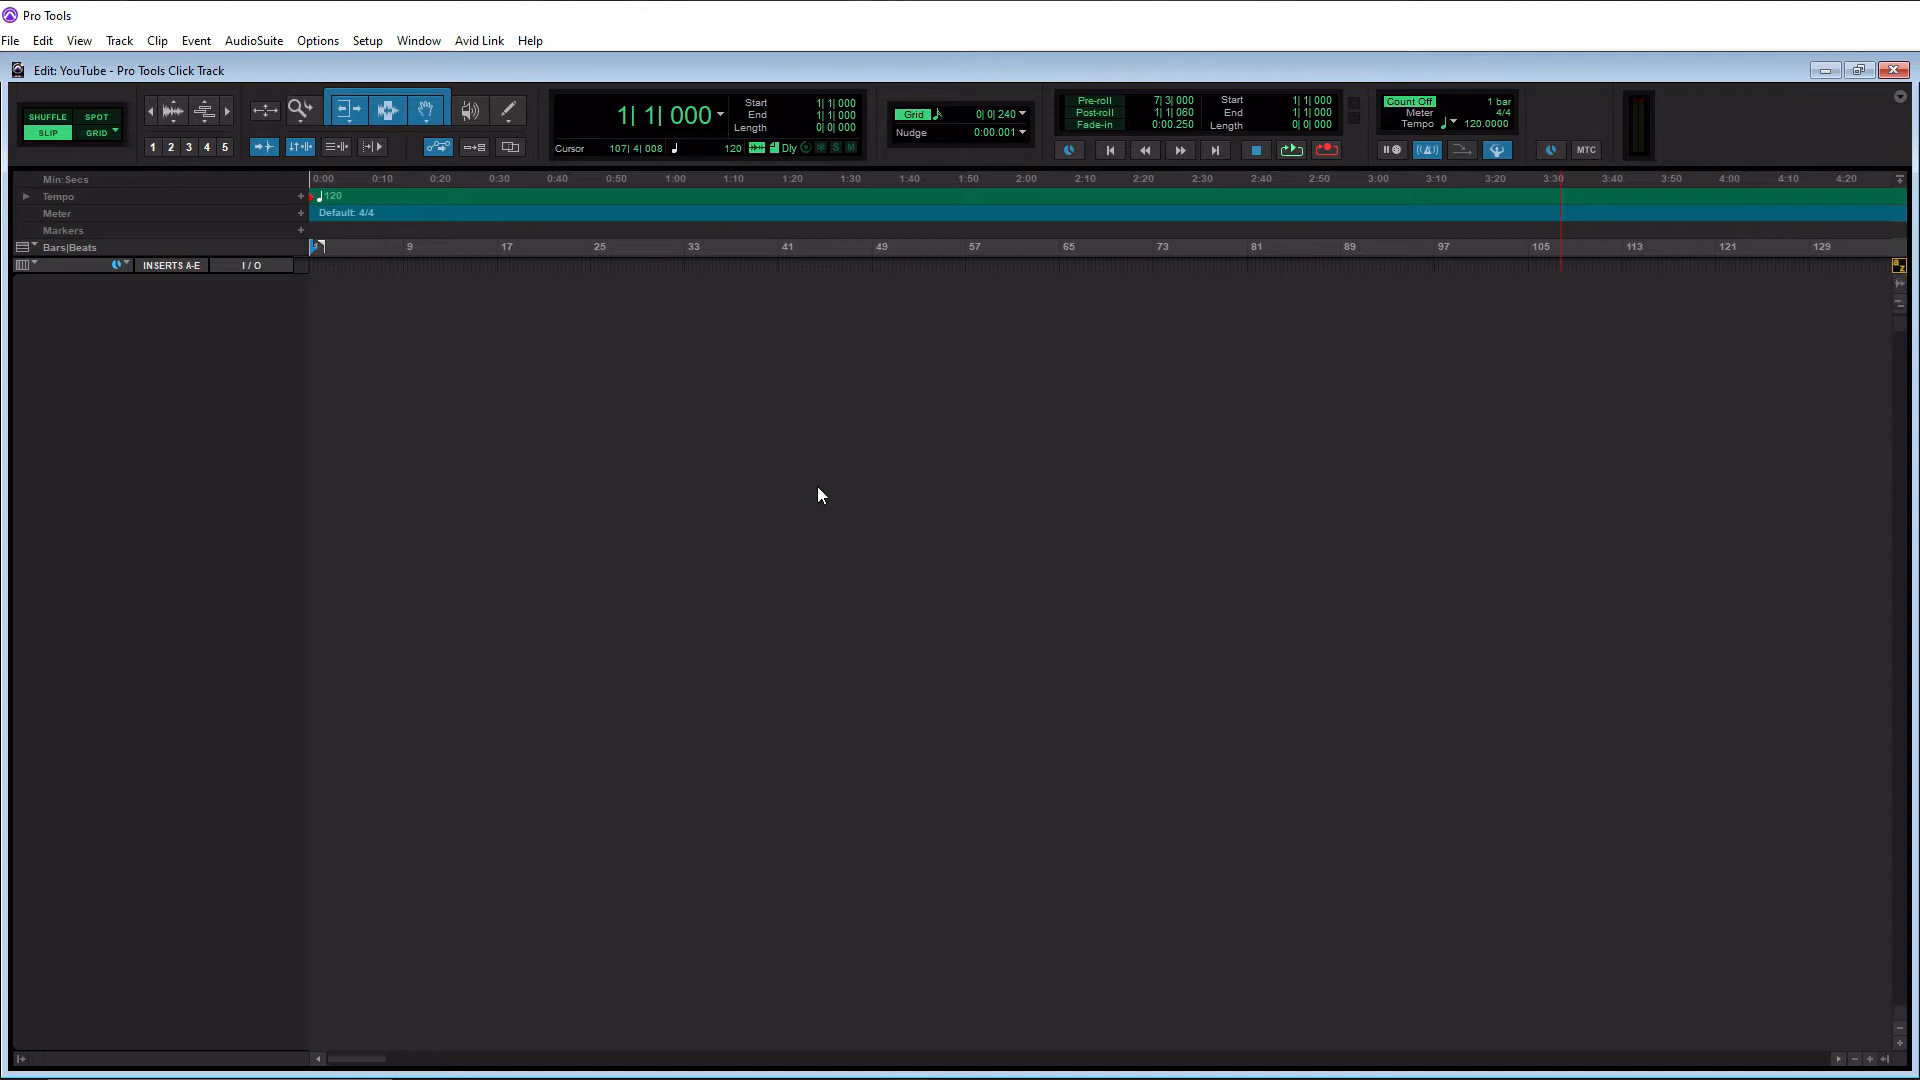 Pro Tools
File Edit View Track Clip Event AudioSuite Options Setup Window Avid Link Help
Edit: YouTube - Pro Tools Click Track
SHUFFLE SPOT
SLIP GRID
1 2 3 4 5
1| 1| 000
Start 1| 1| 000
End 1| 1| 000
Length 0| 0| 000
Cursor 107| 4| 008 120 Dly S M
Grid 0| 0| 240
Nudge 0:00.001
Pre-roll 7| 3| 000
Post-roll 1| 1| 060
Fade-in 0:00.250
Start 1| 1| 000
End 1| 1| 000
Length 0| 0| 000
Count Off 1 bar
Meter 4/4
Tempo 120.0000
MTC
Min:Secs 0:00 0:10 0:20 0:30 0:40 0:50 1:00 1:10 1:20 1:30 1:40 1:50 2:00 2:10 2:20 2:30 2:40 2:50 3:00 3:10 3:20 3:30 3:40 3:50 4:00 4:10 4:20
Tempo 120
Meter Default: 4/4
Markers
Bars|Beats 9 17 25 33 41 49 57 65 73 81 89 97 105 113 121 129
INSERTS A-E I / O
a z